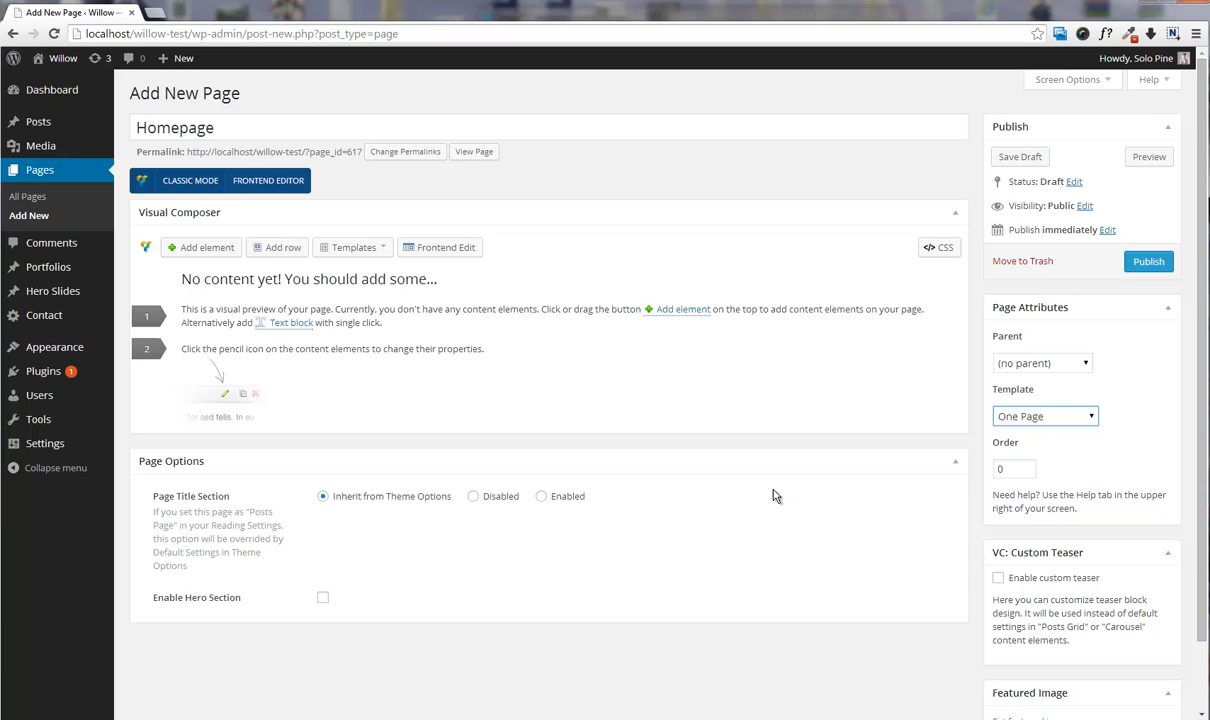 Add New Page ‹ Willow —
localhost/willow-test/wp-admin/post-new.php?post_type=page
f?
Willow
3
0
New
Howdy, Solo Pine
Dashboard
Posts
Media
Pages
All Pages
Add New
Comments
Portfolios
Hero Slides
Contact
Appearance
Plugins 1
Users
Tools
Settings
Collapse menu
Screen Options
Help
Add New Page
Homepage
Permalink: http://localhost/willow-test/?page_id=617
Change Permalinks
View Page
CLASSIC MODE
FRONTEND EDITOR
Visual Composer
Add element
Add row
Templates
Frontend Edit
</> CSS
No content yet! You should add some...
1
This is a visual preview of your page. Currently, you don't have any content elements. Click or drag the button Add element on the top to add content elements on your page.
Alternatively add Text block with single click.
2
Click the pencil icon on the content elements to change their properties.
sed felis. In eu
Page Options
Page Title Section
If you set this page as "Posts
Page" in your Reading Settings,
this option will be overrided by
Default Settings in Theme
Options
Inherit from Theme Options
Disabled
Enabled
Enable Hero Section
Publish
Save Draft
Preview
Status: Draft Edit
Visibility: Public Edit
Publish immediately Edit
Move to Trash
Publish
Page Attributes
Parent
(no parent)
Template
One Page
Order
0
Need help? Use the Help tab in the upper
right of your screen.
VC: Custom Teaser
Enable custom teaser
Here you can customize teaser block
design. It will be used instead of default
settings in "Posts Grid" or "Carousel"
content elements.
Featured Image